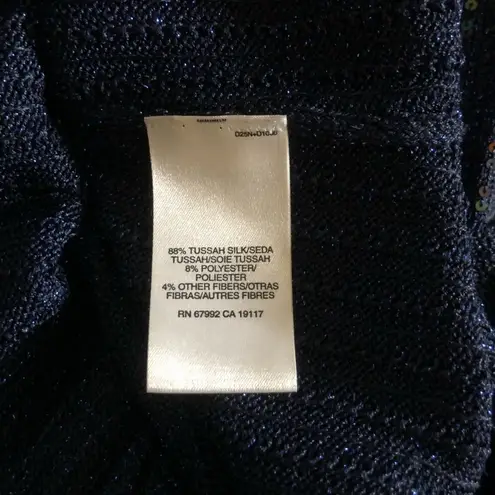 88% TUSSAH SILK/SEDA
TUSSAH/SOIE TUSSAH
8% POLYESTER/
POLIESTER
4% OTHER FIBERS/OTRAS
FIBRAS/AUTRES FIBRES
RN 67992 CA 19117